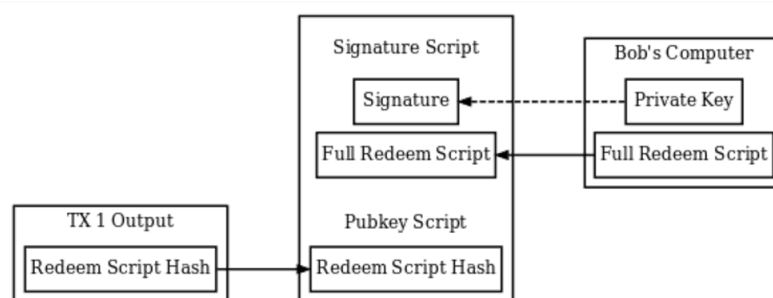 Signature Script
Bob's Computer
Signature
Private Key
Full Redeem Script
Full Redeem Script
TX 1 Output
Pubkey Script
Redeem Script Hash
Redeem Script Hash